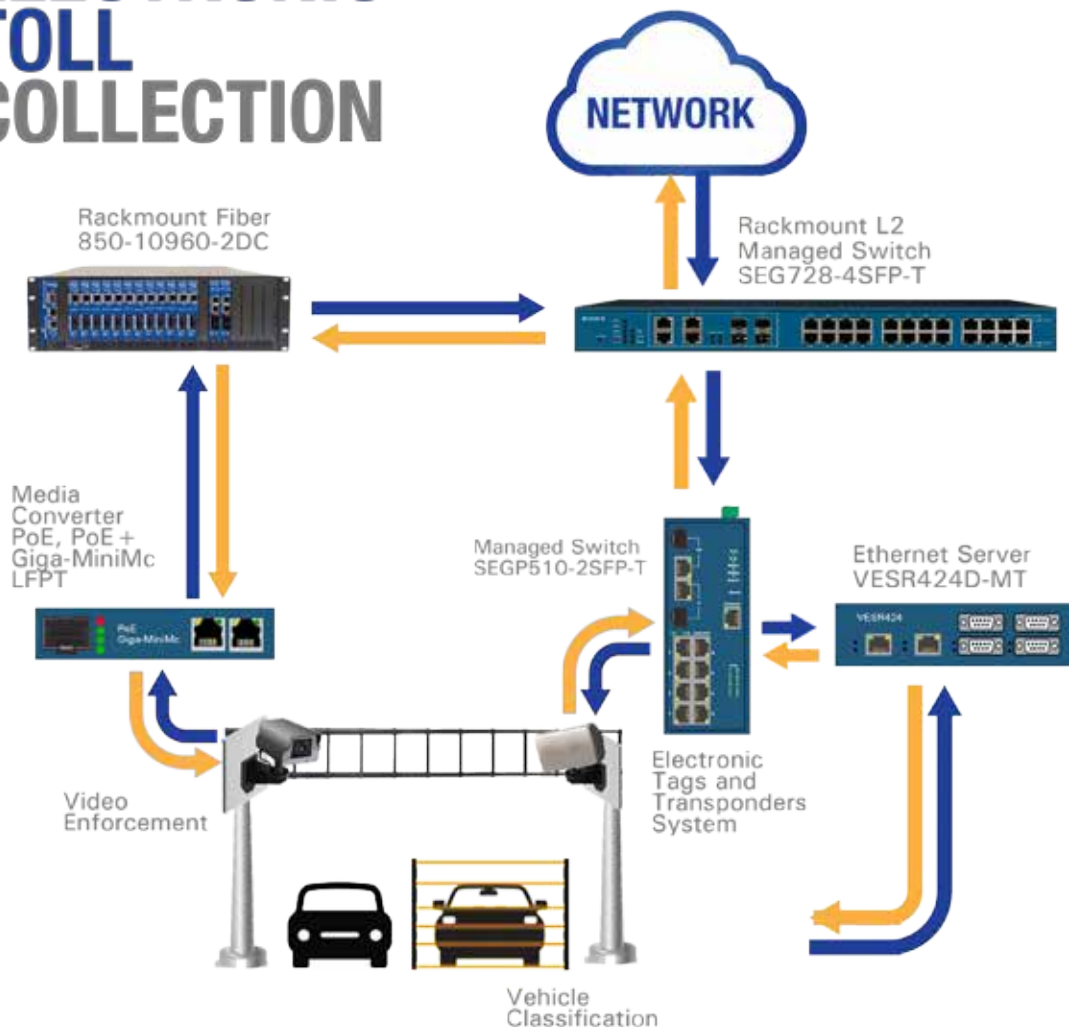 TOLL
COLLECTION
NETWORK
Rackmount Fiber
850-10960-2DC
Rackmount L2
Managed Switch
SEG728-4SFP-T
Media
Converter
PoE, PoE +
Giga-MiniMc
LFPT
Managed Switch
SEGP510-2SFP-T
Ethernet Server
VESR424D-MT
PoE
Giga-MiniMc
VESR424
Video
Enforcement
Electronic
Tags and
Transponders
System
Vehicle
Classification